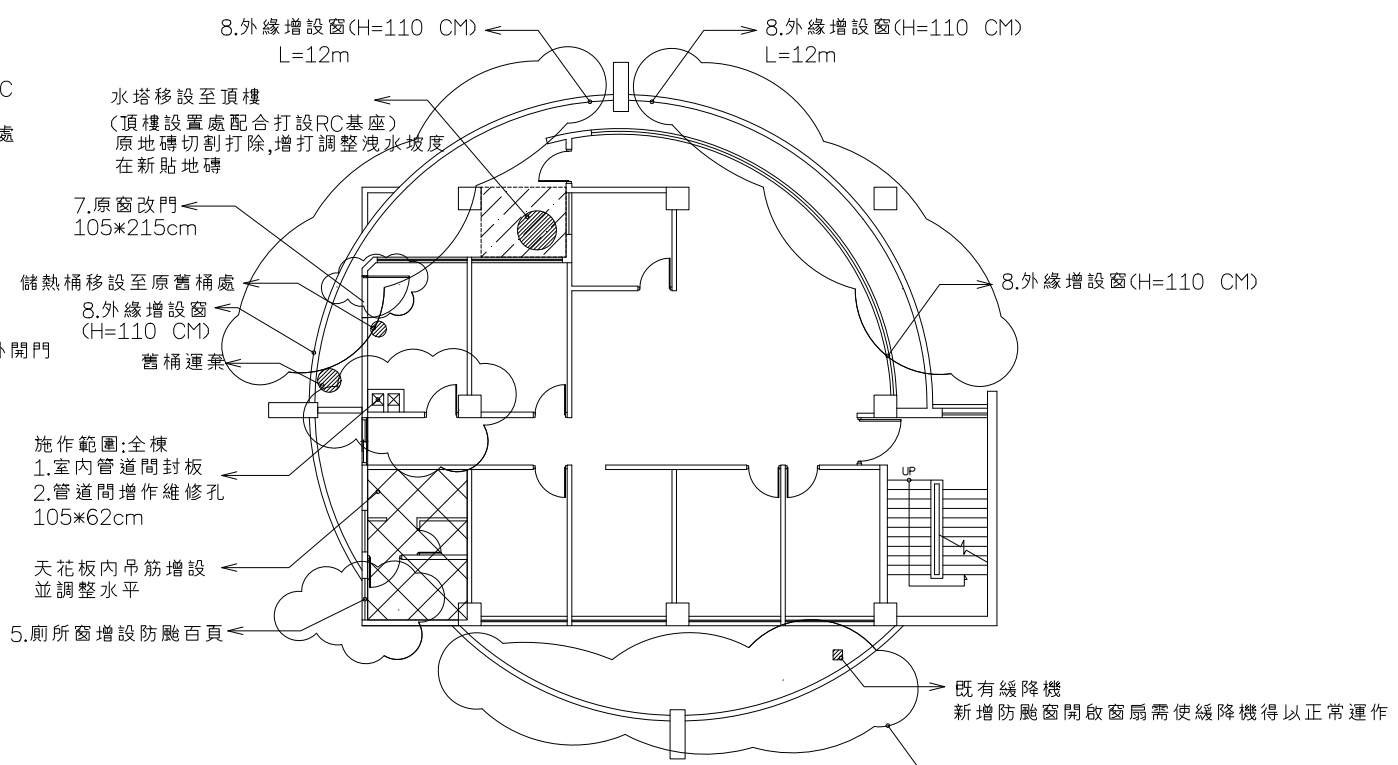 8.外緣增設窗(H=110 CM)
L=12m
8.外緣增設窗(H=110 CM)
L=12m
C
處
水塔移設至頂樓
(頂樓設置處配合打設RC基座)
原地磚切割打除,增打調整洩水坡度
在新貼地磚
7.原窗改門
105*215cm
儲熱桶移設至原舊桶處
8.外緣增設窗
(H=110 CM)
8.外緣增設窗(H=110 CM)
外開門
舊桶運棄
施作範圍:全棟
1.室內管道間封板
2.管道間增作維修孔
105*62cm
UP
天花板內吊筋增設
並調整水平
5.廁所窗增設防颱百頁
既有緩降機
新增防颱窗開啟窗扇需使緩降機得以正常運作